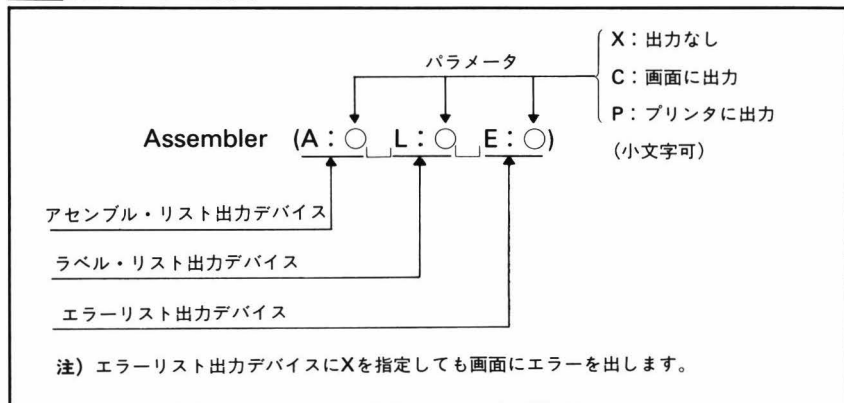 パラメータ
X：出力なし
C：画面に出力
P：プリンタに出力
(小文字可)
Assembler (A：○ L：○ E：○)
アセンブル・リスト出力デバイス
ラベル・リスト出力デバイス
エラーリスト出力デバイス
注) エラーリスト出力デバイスにXを指定しても画面にエラーを出します。